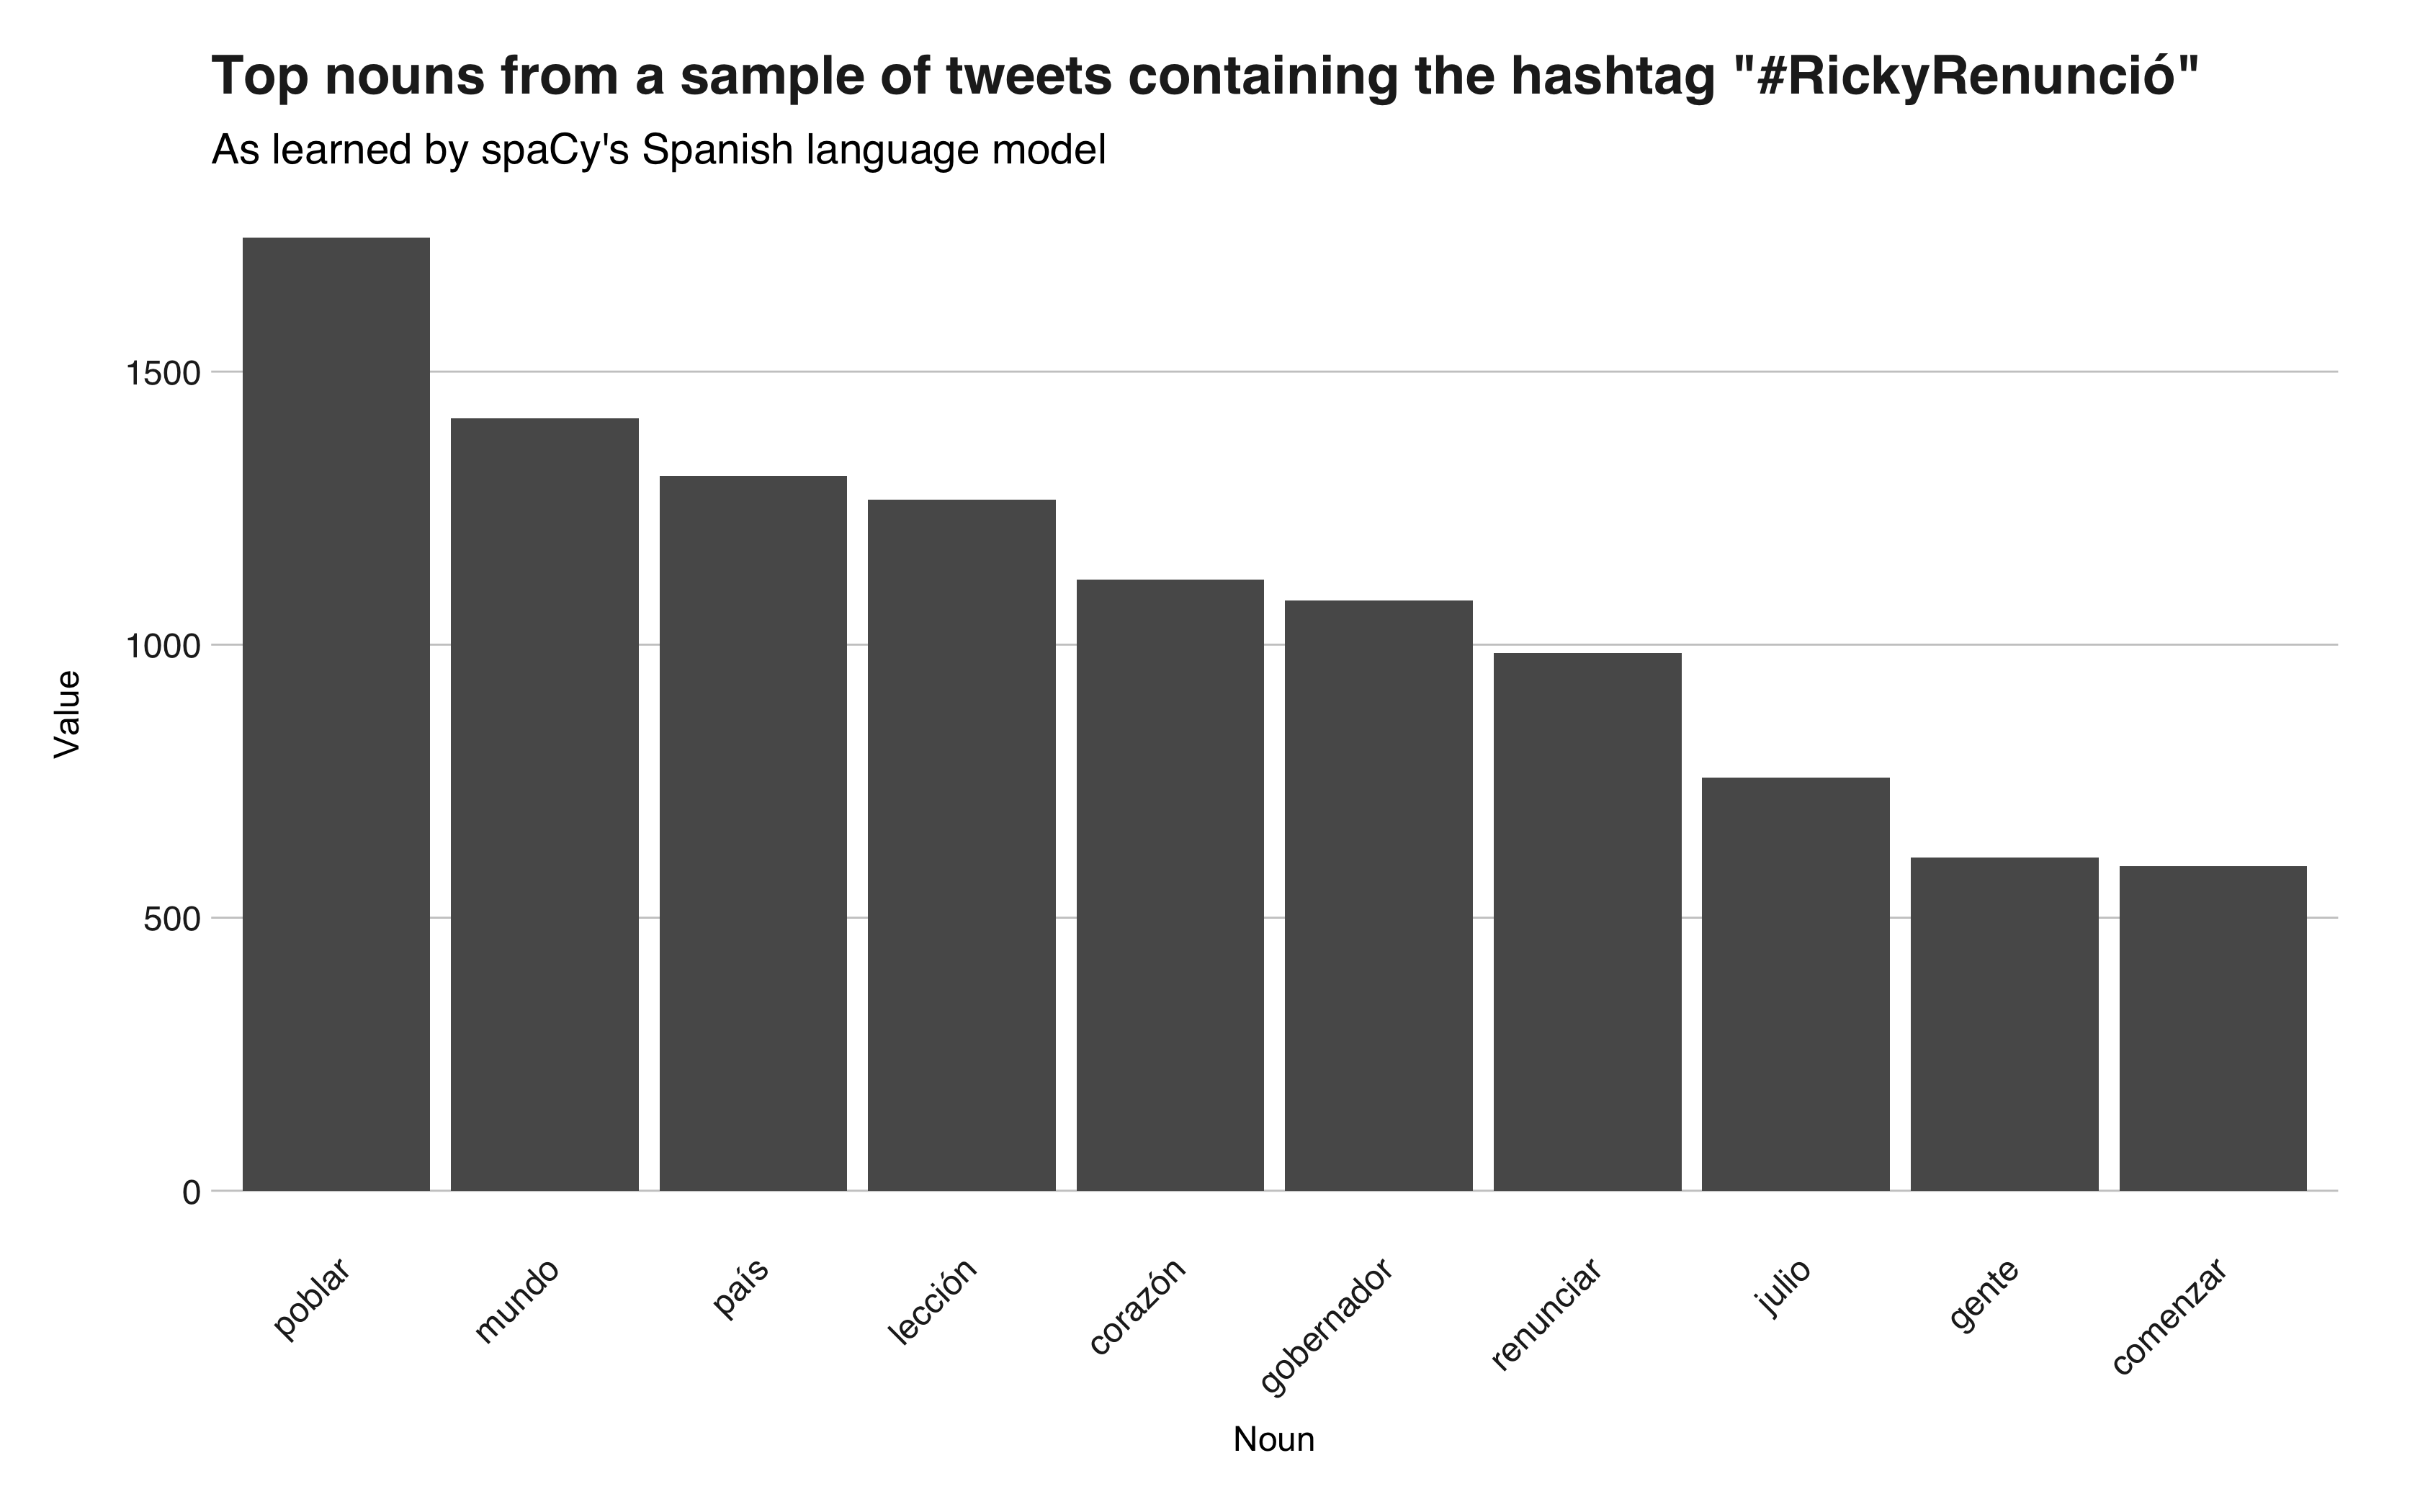 Top nouns from a sample of tweets containing the hashtag "#RickyRenunció"
As learned by spaCy's Spanish language model
1500
1000
500
0
Value
poblar
mundo
país
lección
corazón
gobernador
renunciar
julio
gente
comenzar
Noun